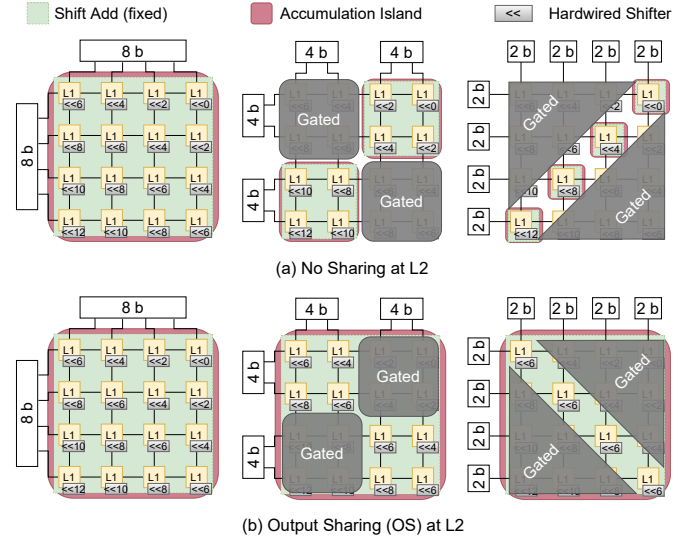 Shift Add (fixed)
Accumulation Island
<< Hardwired Shifter
8 b
8 b
L1 L1 L1 L1
<<6 <<4 <<2 <<0
L1 L1 L1 L1
<<8 <<6 <<4 <<2
L1 L1 L1 L1
<<10 <<8 <<6 <<4
L1 L1 L1 L1
<<12 <<10 <<8 <<6
4 b 4 b
4 b
4 b
Gated
L1 L1
<<2 <<0
L1 L1
<<4 <<2
L1 L1
<<10 <<8
L1 L1
<<12 <<10
Gated
2 b 2 b 2 b 2 b
2 b
2 b
2 b
2 b
Gated
L1
<<0
L1
<<6 <<4
L1
<<8
L1
<<10
<<12
Gated
(a) No Sharing at L2
8 b
8 b
L1 L1 L1 L1
<<6 <<4 <<2 <<0
L1 L1 L1 L1
<<8 <<6 <<4 <<2
L1 L1 L1 L1
<<10 <<8 <<6 <<4
L1 L1 L1 L1
<<12 <<10 <<8 <<6
4 b 4 b
4 b
4 b
L1 L1
<<6 <<4
L1 L1
<<8 <<6
Gated
Gated
L1 L1
<<6 <<4
L1 L1
<<8 <<6
2 b 2 b 2 b 2 b
2 b
2 b
2 b
2 b
L1
<<6
L1
<<6
L1
<<6
L1
<<6
Gated
Gated
(b) Output Sharing (OS) at L2